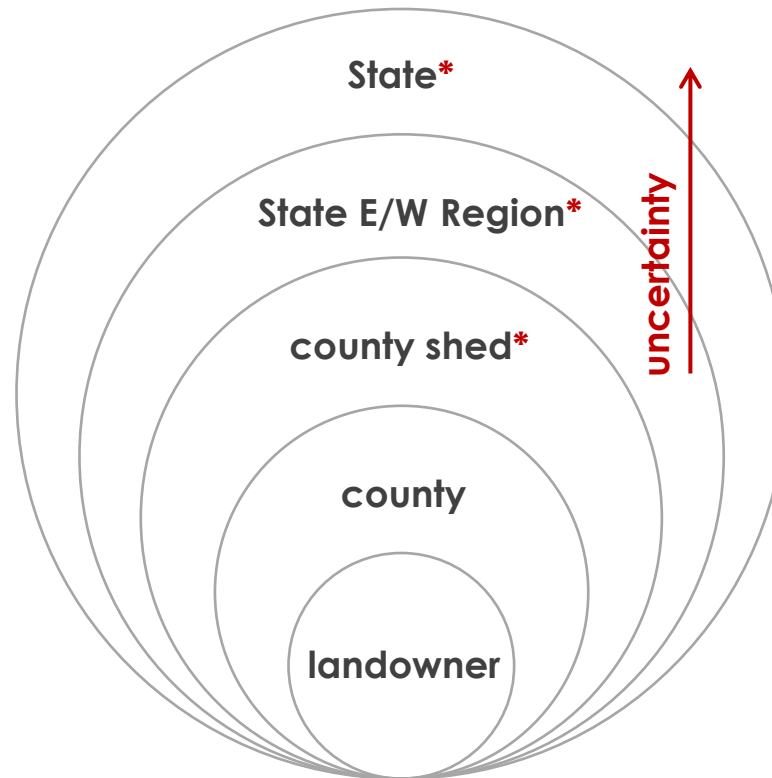 State*
State E/W Region*
uncertainty
county shed*
county
landowner